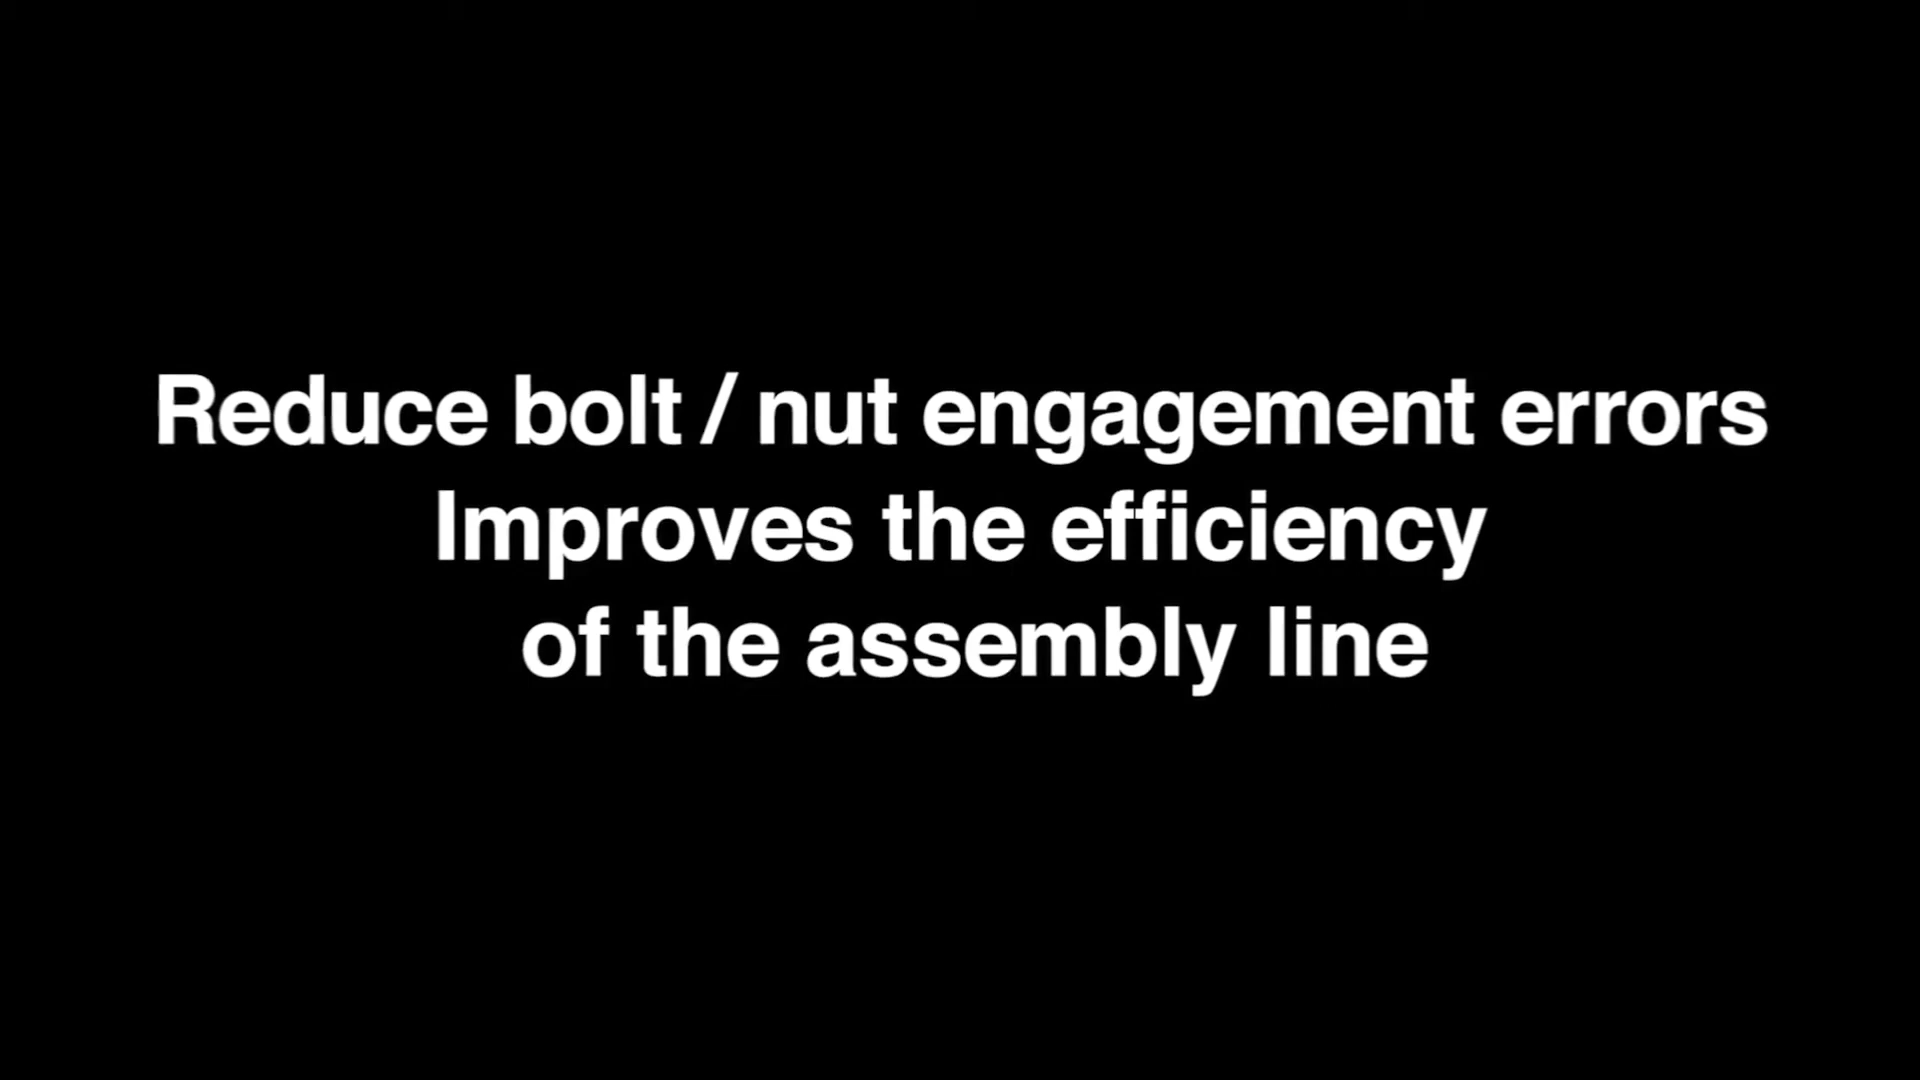 Reduce bolt / nut engagement errors
Improves the efficiency
of the assembly line